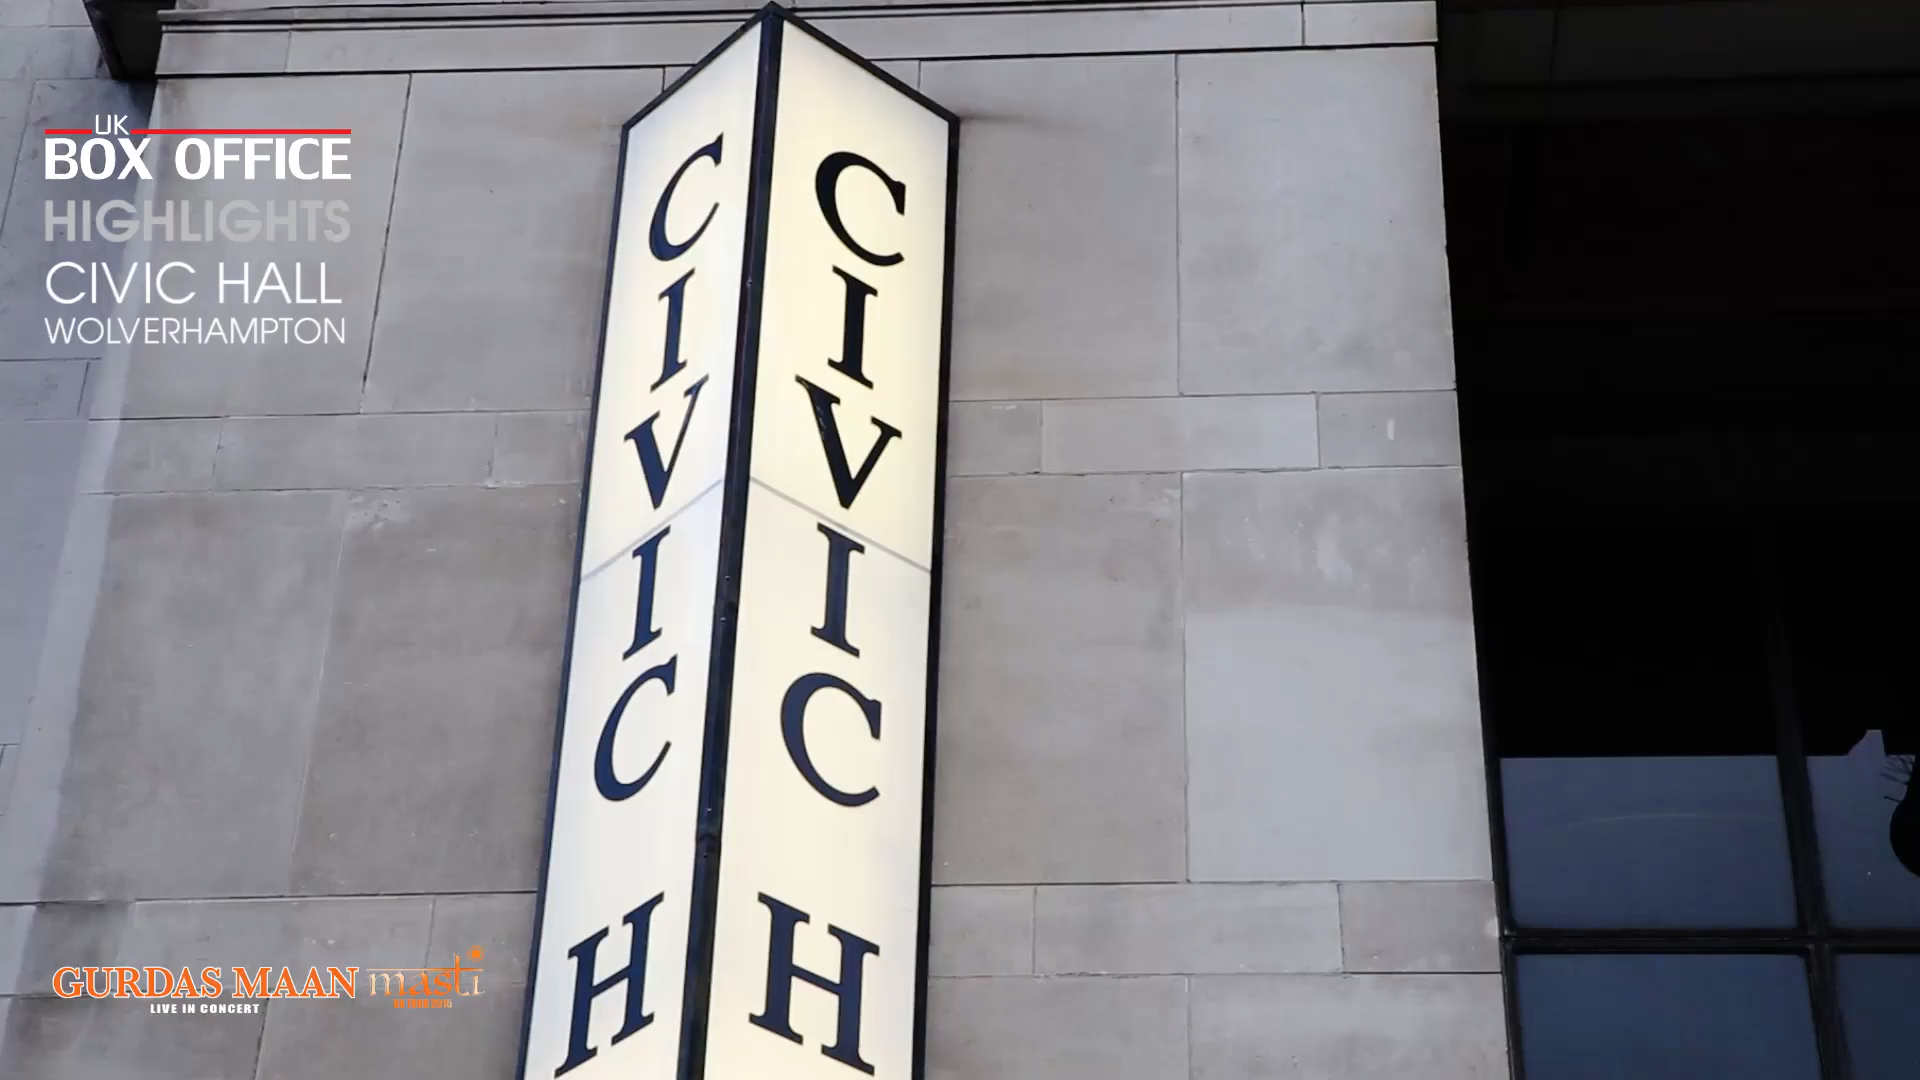 UK
BOX OFFICE
HIGHLIGHTS
CIVIC HALL
WOLVERHAMPTON
CIVIC H
CIVIC H
GURDAS MAAN masti
LIVE IN CONCERT